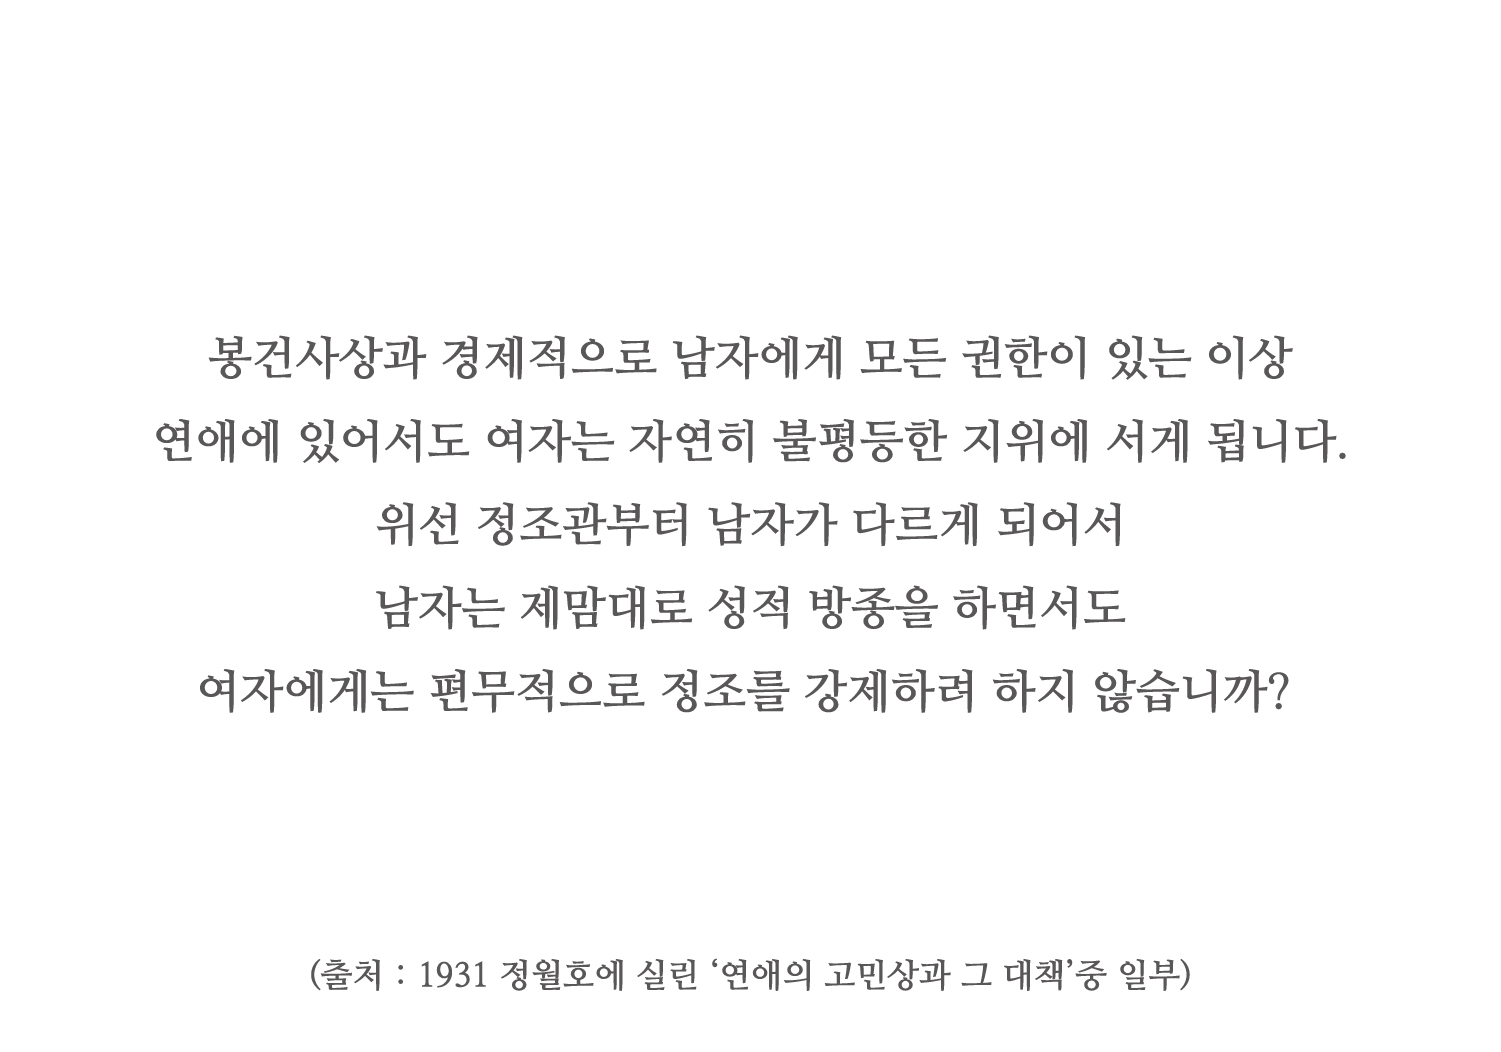 봉건사상과 경제적으로 남자에게 모든 권한이 있는 이상
연애에 있어서도 여자는 자연히 불평등한 지위에 서게 됩니다.
위선 정조관부터 남자가 다르게 되어서
남자는 제맘대로 성적 방종을 하면서도
여자에게는 편무적으로 정조를 강제하려 하지 않습니까?
(출처 : 1931 정월호에 실린 ‘연애의 고민상과 그 대책’중 일부)